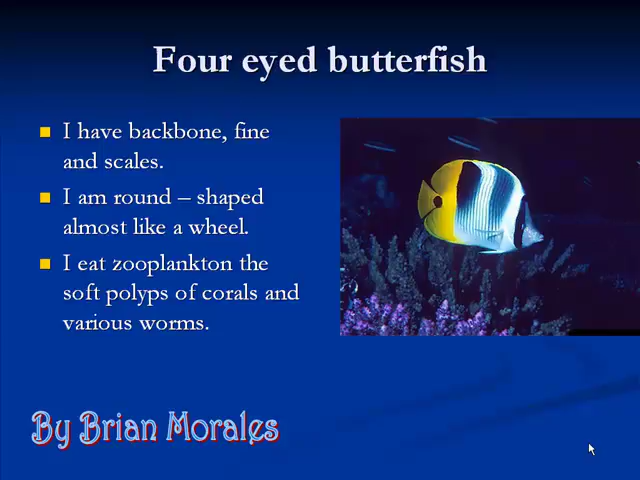 Four eyed butterfish
I have backbone, fine
and scales.
I am round – shaped
almost like a wheel.
I eat zooplankton the
soft polyps of corals and
various worms.
By Brian Morales